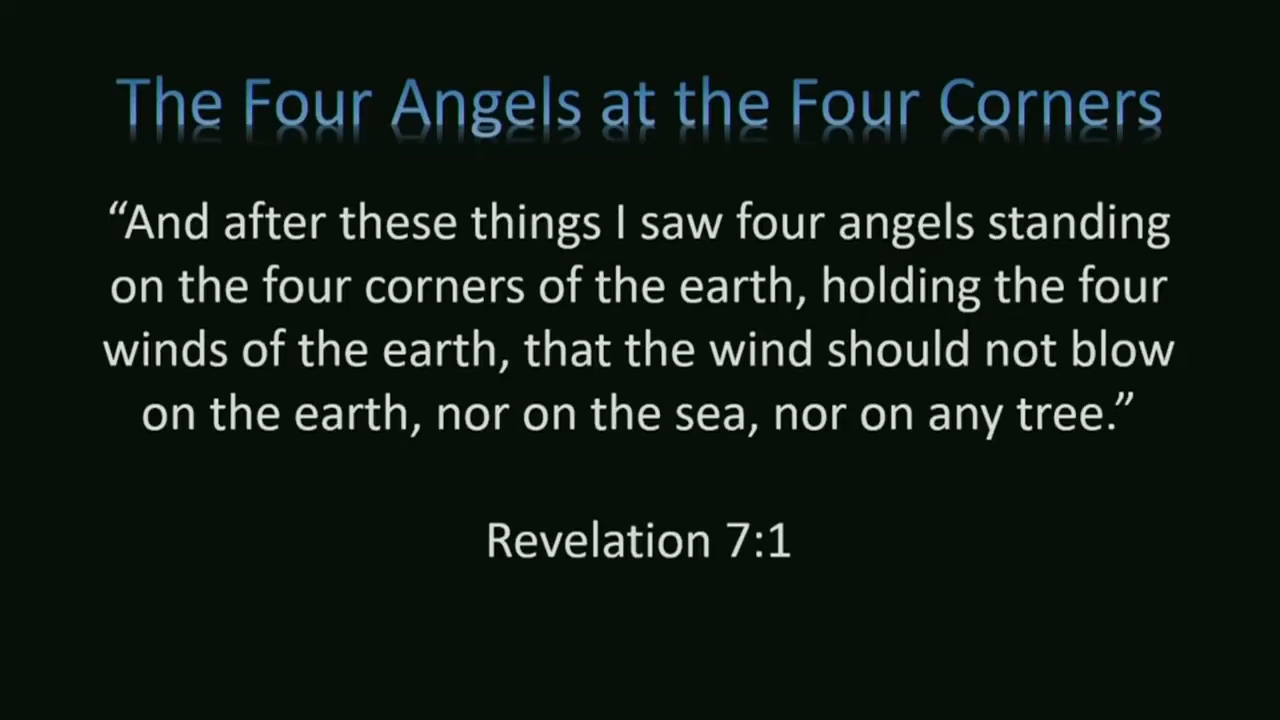 The Four Angels at the Four Corners
“And after these things I saw four angels standing
on the four corners of the earth, holding the four
winds of the earth, that the wind should not blow
on the earth, nor on the sea, nor on any tree.”
Revelation 7:1